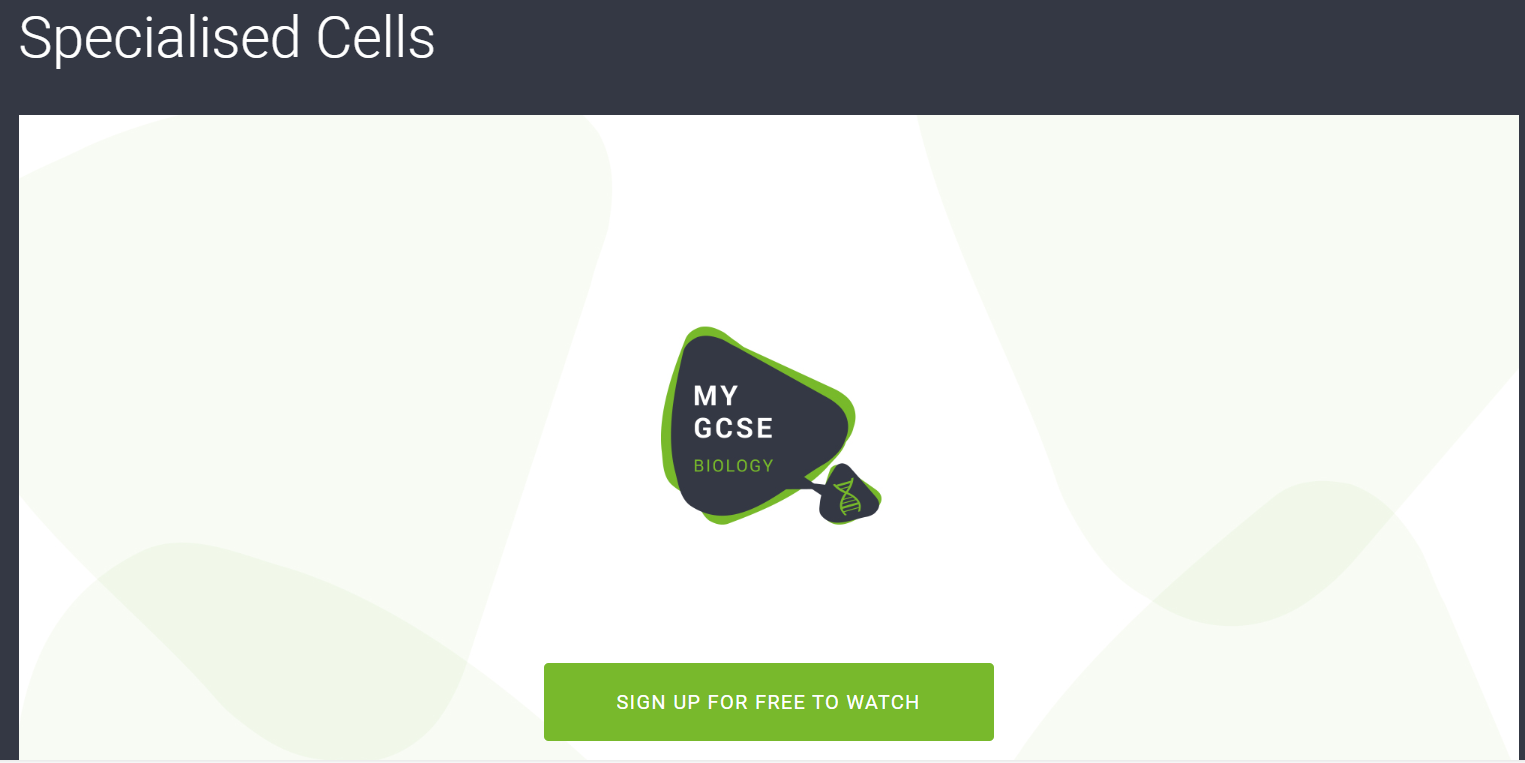 Specialised Cells
MY
GCSE
BIOLOGY
SIGN UP FOR FREE TO WATCH